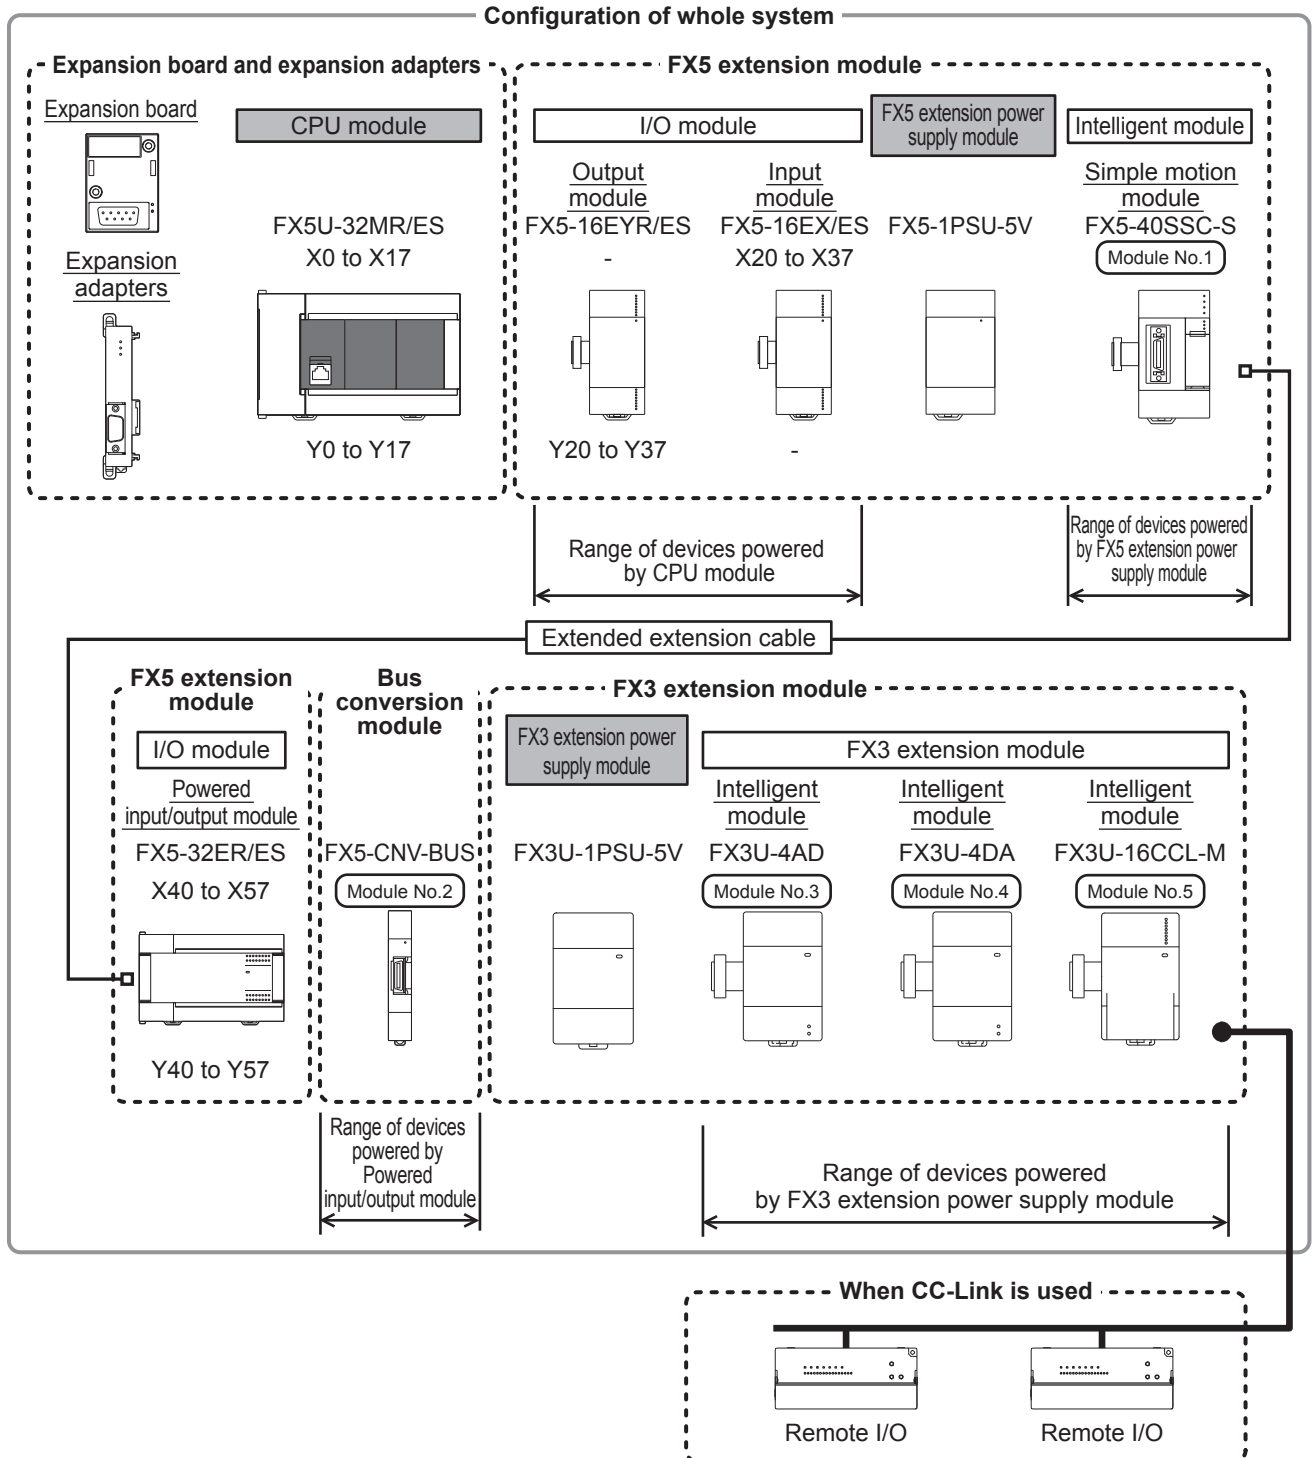 Configuration of whole system
Expansion board and expansion adapters
Expansion board
CPU module
FX5U-32MR/ES
X0 to X17
Expansion
adapters
Y0 to Y17
FX5 extension module
I/O module
FX5 extension power
supply module
Intelligent module
Output
module
FX5-16EYR/ES
-
Y20 to Y37
Input
module
FX5-16EX/ES
X20 to X37
-
FX5-1PSU-5V
Simple motion
module
FX5-40SSC-S
Module No.1
Range of devices powered
by CPU module
Range of devices powered
by FX5 extension power
supply module
Extended extension cable
FX5 extension
module
I/O module
Powered
input/output module
FX5-32ER/ES
X40 to X57
Y40 to Y57
Bus
conversion
module
FX5-CNV-BUS
Module No.2
Range of devices
powered by
Powered
input/output module
FX3 extension module
FX3 extension power
supply module
FX3U-1PSU-5V
FX3 extension module
Intelligent
module
FX3U-4AD
Module No.3
Intelligent
module
FX3U-4DA
Module No.4
Intelligent
module
FX3U-16CCL-M
Module No.5
Range of devices powered
by FX3 extension power supply module
When CC-Link is used
Remote I/O
Remote I/O